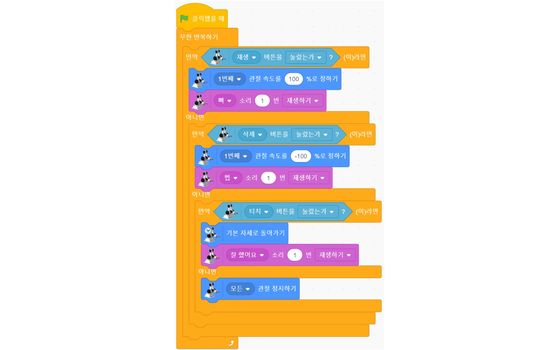 클릭했을 때
무한 반복하기
만약 재생 버튼을 눌렀는가 ? (이)라면
1번째 관절 속도를 100 %로 정하기
삐 소리 1 번 재생하기
아니면
만약 삭제 버튼을 눌렀는가 ? (이)라면
1번째 관절 속도를 -100 %로 정하기
소리 1 번 재생하기
아니면
만약 티치 버튼을 눌렀는가 ? (이)라면
기본 자세로 돌아가기
잘 했어요 소리 1 번 재생하기
아니면
모든 관절 정지하기